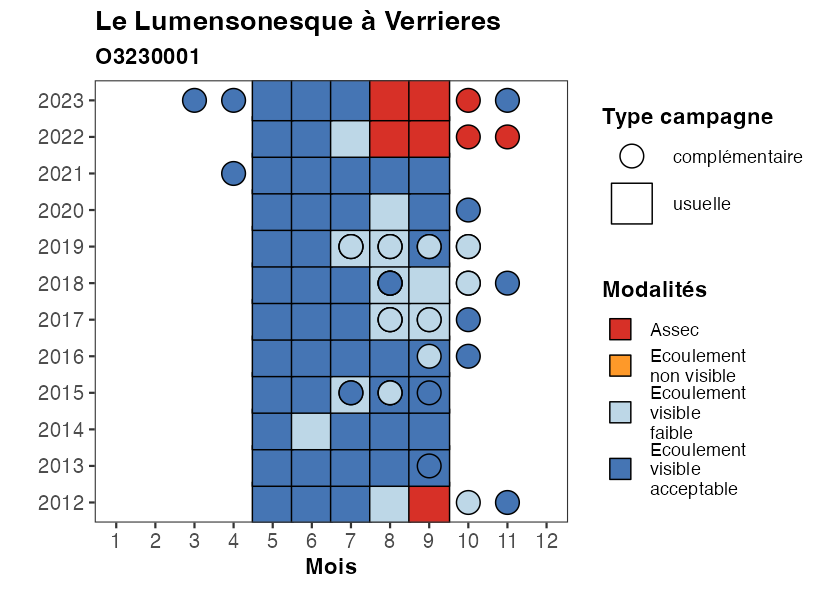 Le Lumensonesque à Verrieres
O3230001
2023
2022
2021
2020
2019
2018
2017
2016
2015
2014
2013
2012
1 2 3 4 5 6 7 8 9 10 11 12
Mois
Type campagne
complémentaire
usuelle
Modalités
Assec
Ecoulement
non visible
Ecoulement
visible
faible
Ecoulement
visible
acceptable